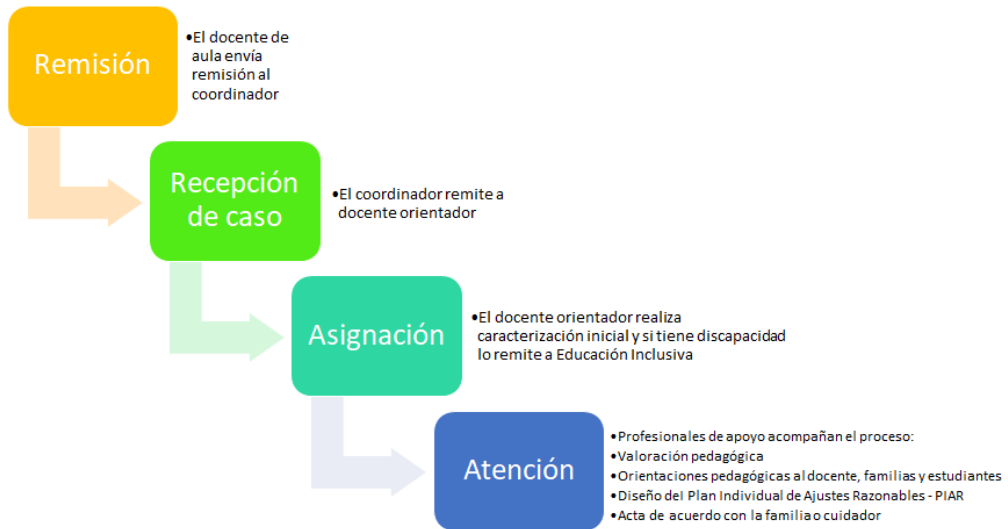 Remisión
•El docente de
aula envía
remisión al
coordinador
Recepción
de caso
•El coordinador remite a
docente orientador
Asignación
•El docente orientador realiza
caracterización inicial y si tiene discapacidad
lo remite a Educación Inclusiva
Atención
•Profesionales de apoyo acompañan el proceso:
•Valoración pedagógica
•Orientaciones pedagógicas al docente, familias y estudiantes
•Diseño del Plan Individual de Ajustes Razonables - PIAR
•Acta de acuerdo con la familia o cuidador